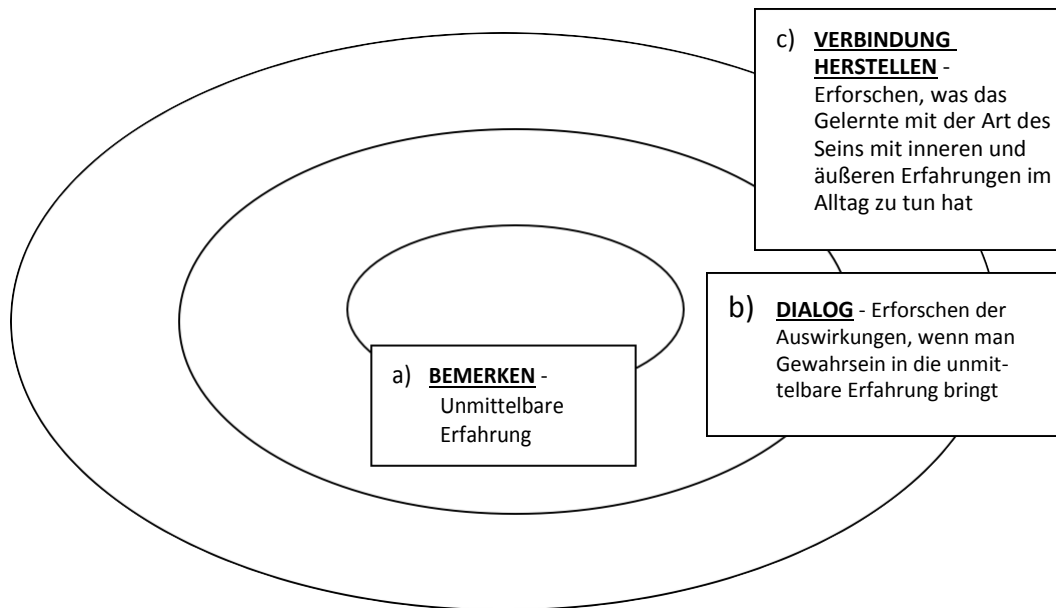 c) VERBINDUNG
HERSTELLEN -
Erforschen, was das
Gelernte mit der Art des
Seins mit inneren und
äußeren Erfahrungen im
Alltag zu tun hat
b) DIALOG - Erforschen der
Auswirkungen, wenn man
Gewahrsein in die unmit-
telbare Erfahrung bringt
a) BEMERKEN -
Unmittelbare
Erfahrung